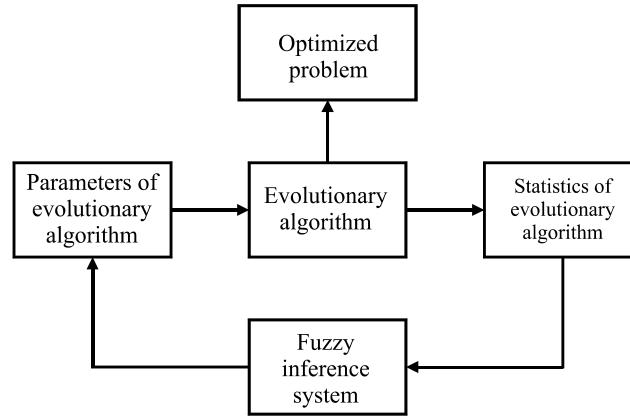 Optimized
problem
Parameters of
evolutionary
algorithm
Evolutionary
algorithm
Statistics of
evolutionary
algorithm
Fuzzy
inference
system